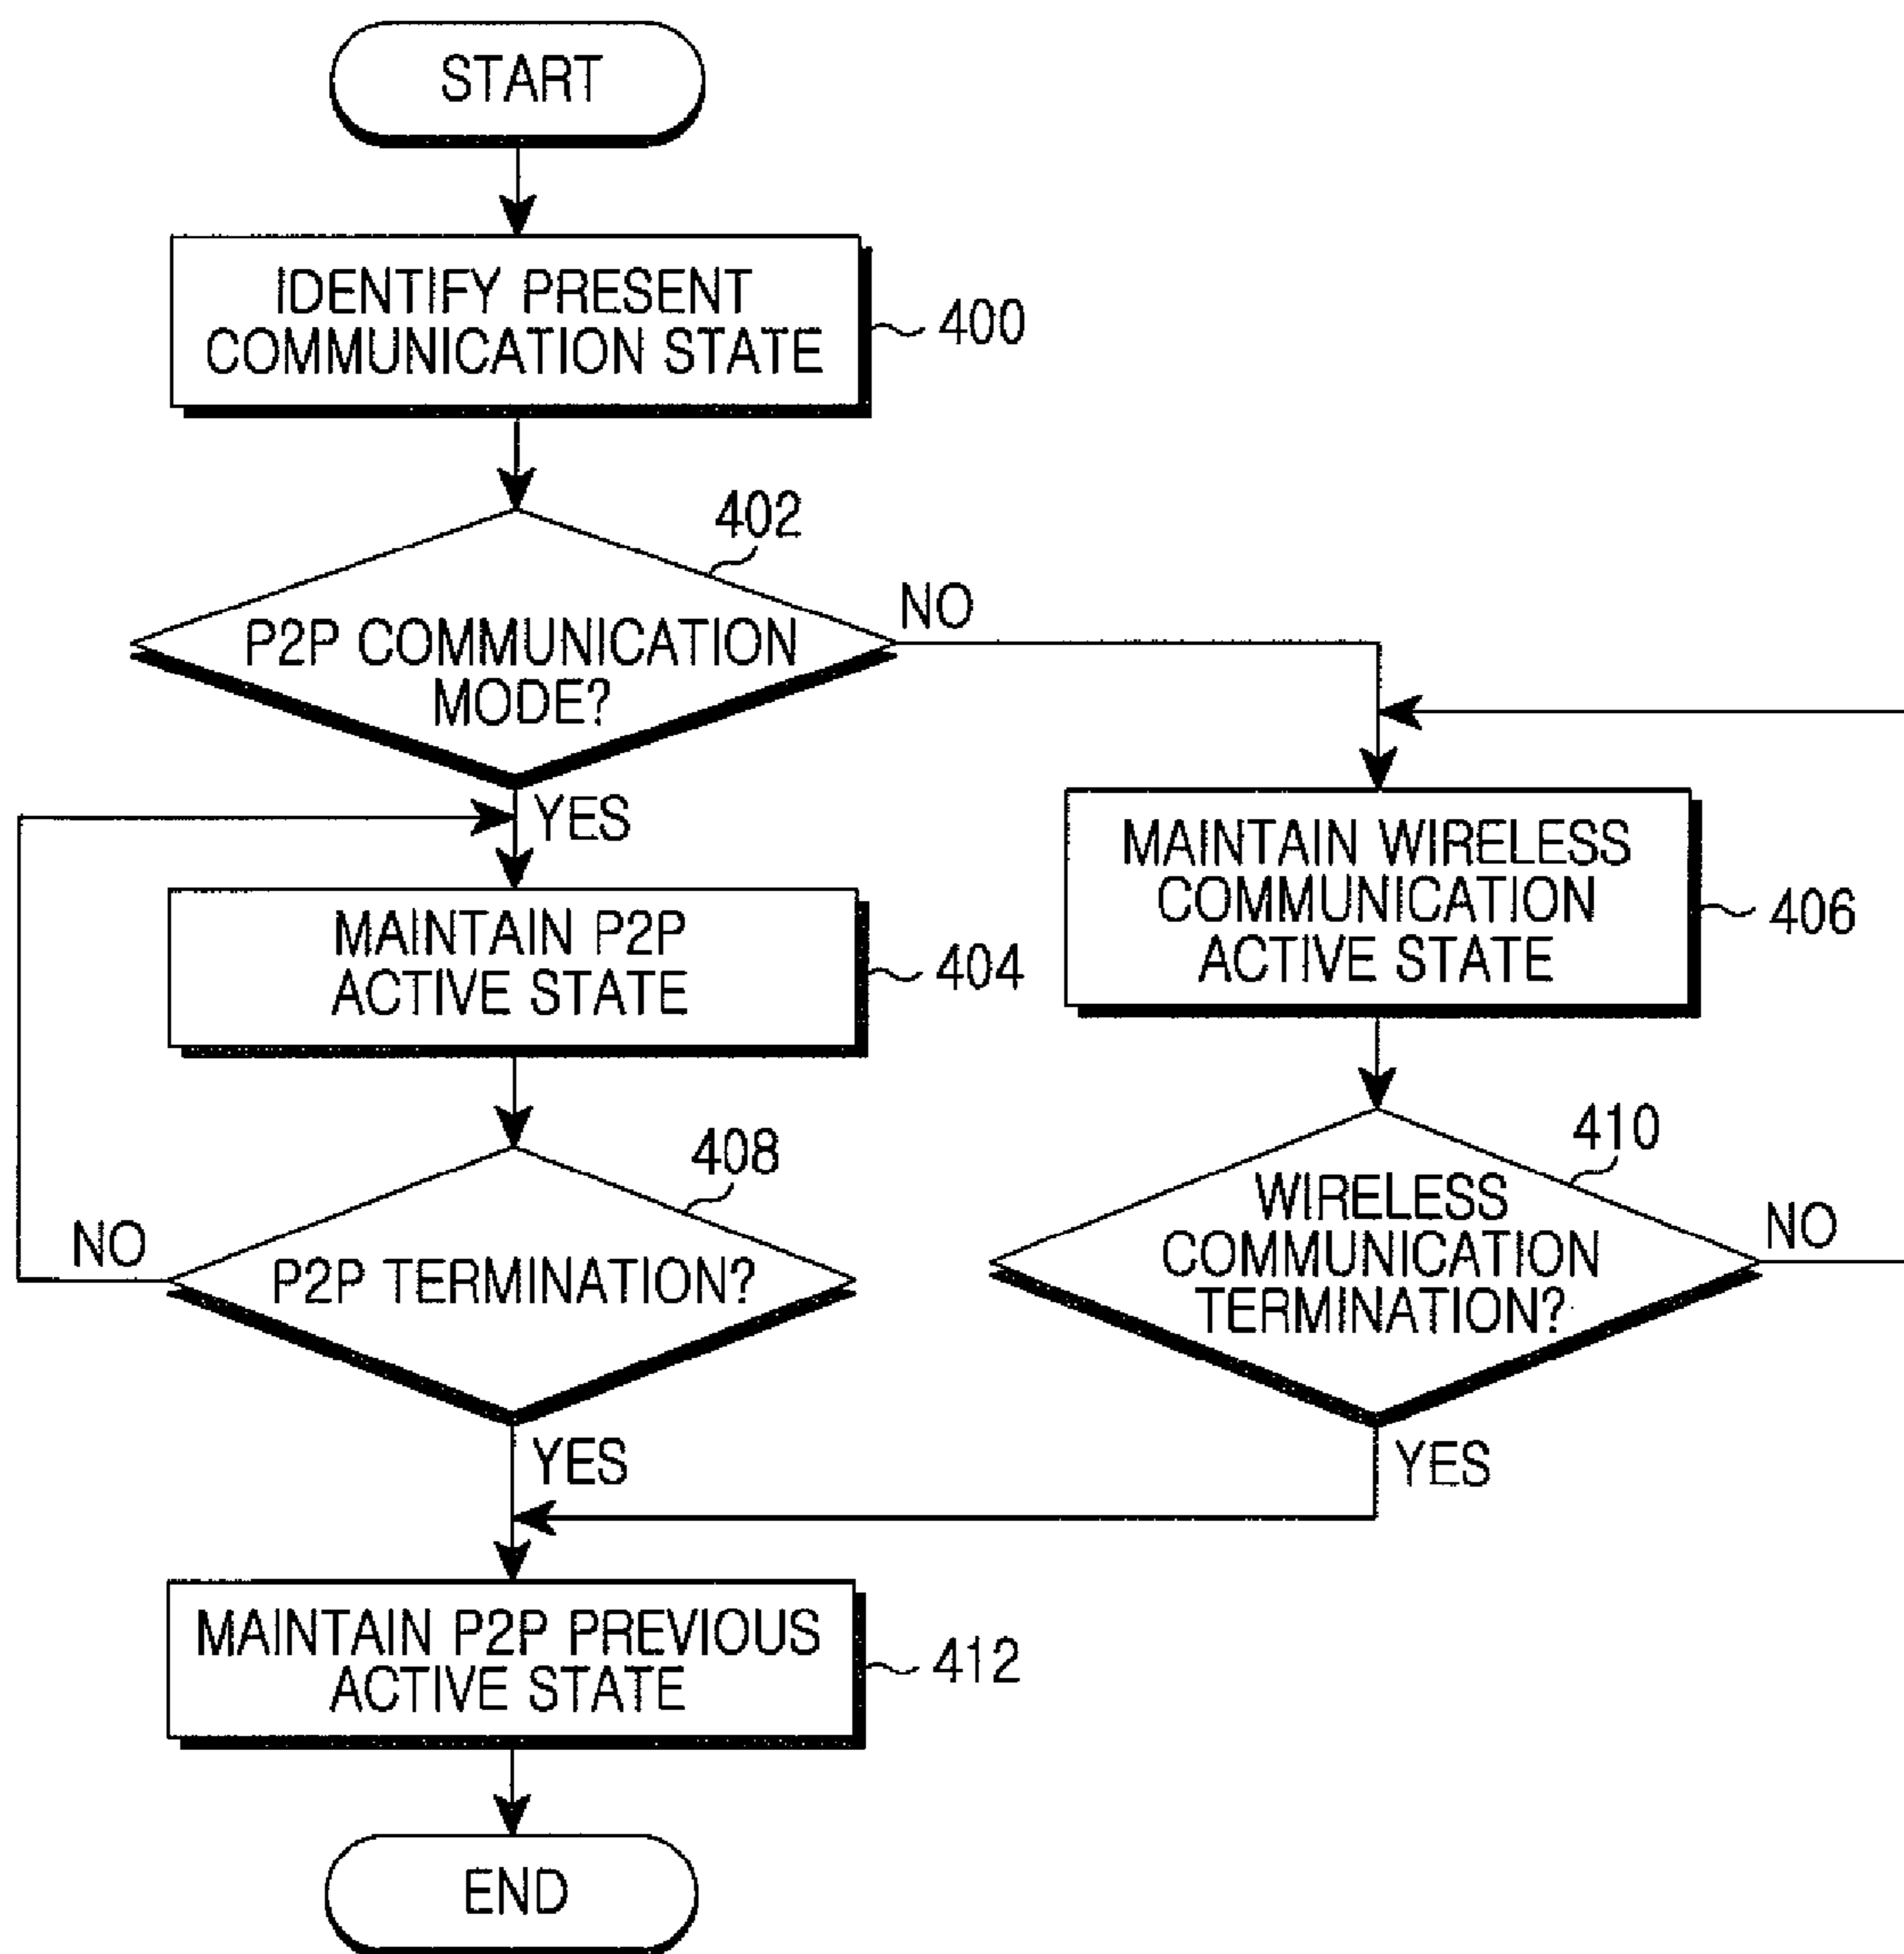 START
IDENTIFY PRESENT
COMMUNICATION STATE
400
402
P2P COMMUNICATION
MODE?
NO
YES
MAINTAIN P2P
ACTIVE STATE
404
MAINTAIN WIRELESS
COMMUNICATION
ACTIVE STATE
406
408
P2P TERMINATION?
NO
YES
410
WIRELESS
COMMUNICATION
TERMINATION?
NO
YES
MAINTAIN P2P PREVIOUS
ACTIVE STATE
412
END